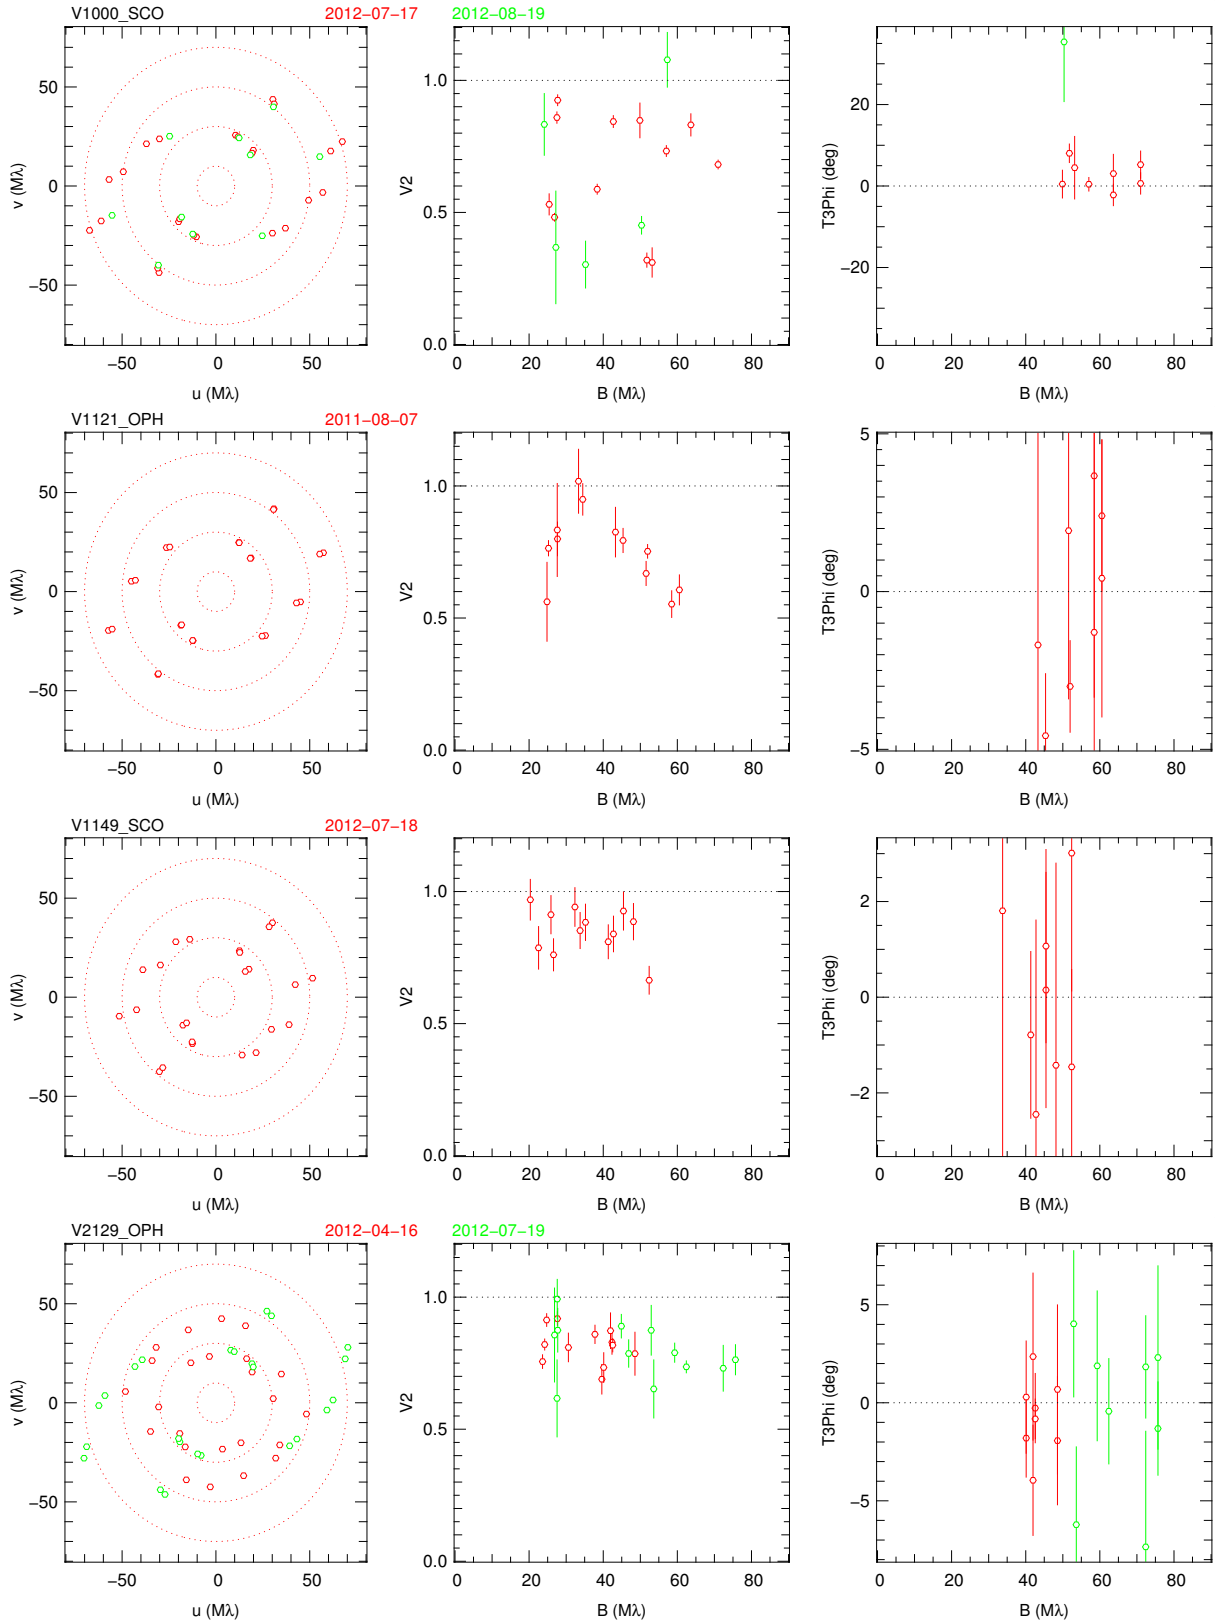 V1000_SCO 2012−07−17 2012−08−19
50
0
−50
v (Mλ)
−50 0 50
u (Mλ)
1.0
0.5
0.0
V2
0 20 40 60 80
B (Mλ)
20
0
−20
T3Phi (deg)
0 20 40 60 80
B (Mλ)
V1121_OPH 2011−08−07
50
0
−50
v (Mλ)
−50 0 50
u (Mλ)
1.0
0.5
0.0
V2
0 20 40 60 80
B (Mλ)
5
0
−5
T3Phi (deg)
0 20 40 60 80
B (Mλ)
V1149_SCO 2012−07−18
50
0
−50
v (Mλ)
−50 0 50
u (Mλ)
1.0
0.5
0.0
V2
0 20 40 60 80
B (Mλ)
2
0
−2
T3Phi (deg)
0 20 40 60 80
B (Mλ)
V2129_OPH 2012−04−16 2012−07−19
50
0
−50
v (Mλ)
−50 0 50
u (Mλ)
1.0
0.5
0.0
V2
0 20 40 60 80
B (Mλ)
5
0
−5
T3Phi (deg)
0 20 40 60 80
B (Mλ)